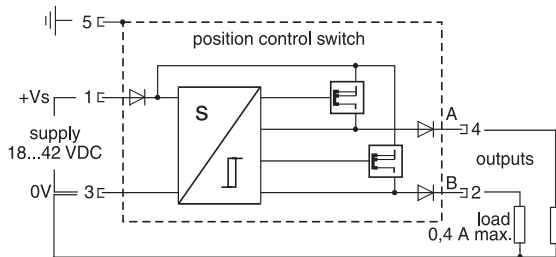 5
position control switch
+Vs 1
S
A
4
supply
18...42 VDC
outputs
B
0V 3
2
load
0,4 A max.